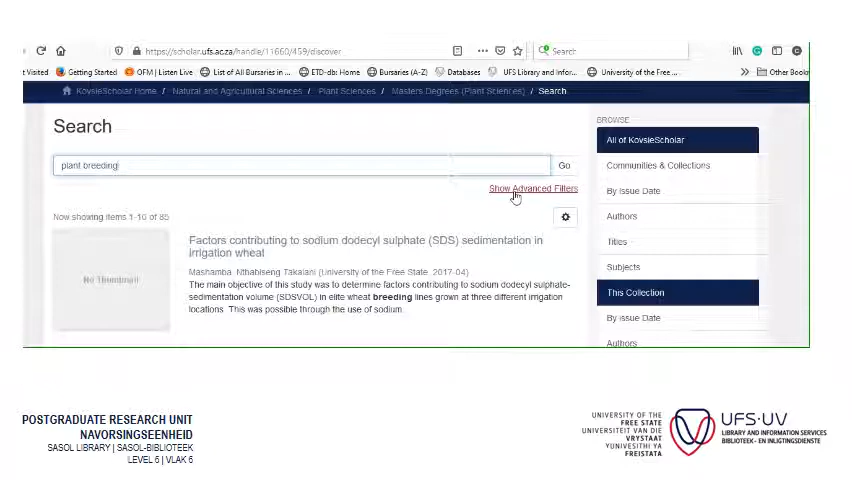 https://scholar.ufs.ac.za/handle/11660/459/discover
Search
t Visited
Getting Started
OFM | Listen Live
List of All Bursaries in ...
ETD-db: Home
Bursaries (A-Z)
Databases
UFS Library and Infor...
University of the Free ...
Other Book
KovsieScholar Home / Natural and Agricultural Sciences / Plant Sciences / Masters Degrees (Plant Sciences) / Search
Search
plant breeding
Go
Show Advanced Filters
Now showing items 1-10 of 85
No Thumbnail
Factors contributing to sodium dodecyl sulphate (SDS) sedimentation in
irrigation wheat
Mashamba, Nthabiseng Takalani (University of the Free State, 2017-04)
The main objective of this study was to determine factors contributing to sodium dodecyl sulphate-
sedimentation volume (SDSVOL) in elite wheat breeding lines grown at three different irrigation
locations. This was possible through the use of sodium.
BROWSE
All of KovsieScholar
Communities & Collections
By Issue Date
Authors
Titles
Subjects
This Collection
By Issue Date
Authors
POSTGRADUATE RESEARCH UNIT
NAVORSINGSEENHEID
SASOL LIBRARY | SASOL-BIBLIOTEEK
LEVEL 6 | VLAK 6
UNIVERSITY OF THE
FREE STATE
UNIVERSITEIT VAN DIE
VRYSTAAT
YUNIVESITHI YA
FREISTATA
UFS·UV
LIBRARY AND INFORMATION SERVICES
BIBLIOTEEK- EN INLIGTINGSDIENSTE